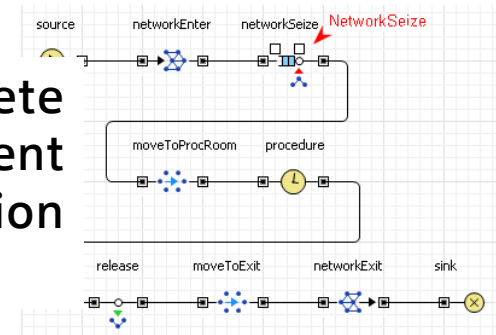 source networkEnter networkSeize NetworkSeize
ete
moveToProcRoom procedure
ent
ion
release moveToExit networkExit sink